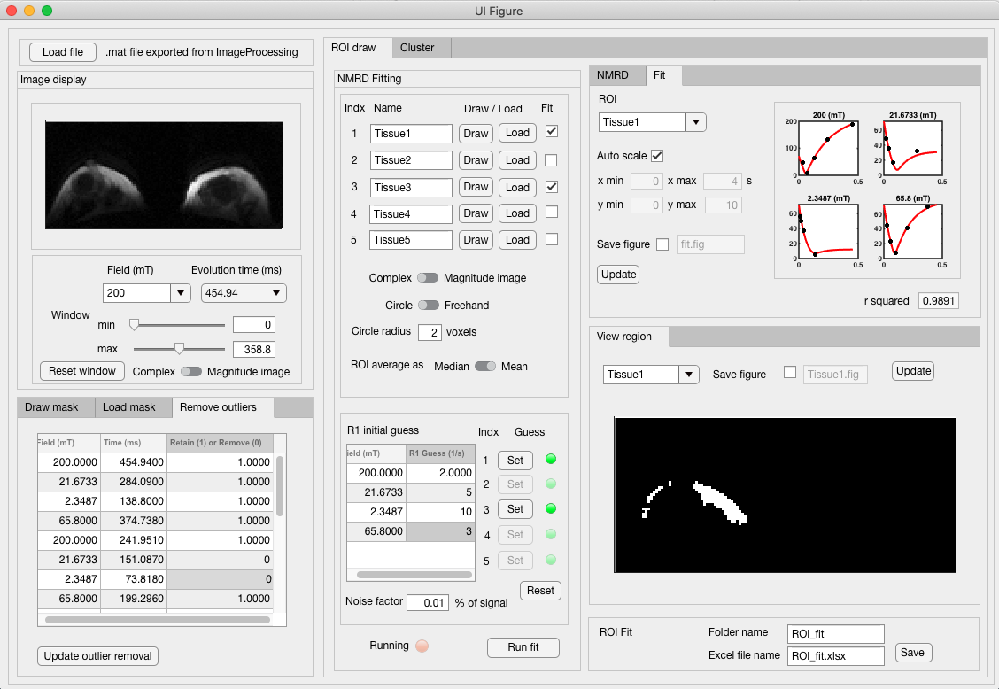 UI Figure
Load file .mat file exported from ImageProcessing
Image display
Field (mT) Evolution time (ms)
200 454.94
Window
min 0
max 358.8
Reset window Complex Magnitude image
Draw mask Load mask Remove outliers
Field (mT) Time (ms) Retain (1) or Remove (0)
200.0000 454.9400 1.0000
21.6733 284.0900 1.0000
2.3487 138.8000 1.0000
65.8000 374.7380 1.0000
200.0000 241.9510 1.0000
21.6733 151.0870 0
2.3487 73.8180 0
65.8000 199.2960 1.0000
Update outlier removal
ROI draw Cluster
NMRD Fitting
Indx Name Draw / Load Fit
1 Tissue1 Draw Load
2 Tissue2 Draw Load
3 Tissue3 Draw Load
4 Tissue4 Draw Load
5 Tissue5 Draw Load
Complex Magnitude image
Circle Freehand
Circle radius 2 voxels
ROI average as Median Mean
R1 initial guess Indx Guess
ield (mT) R1 Guess (1/s)
200.0000 2.0000
21.6733 5
2.3487 10
65.8000 3
1 Set
2 Set
3 Set
4 Set
5 Set
Reset
Noise factor 0.01 % of signal
Running Run fit
NMRD Fit
ROI
Tissue1
Auto scale
x min 0 x max 4 s
y min 0 y max 10
Save figure fit.fig
Update
200 (mT)
200
100
0
0 0.5
21.6733 (mT)
60
40
20
0
0 0.5
2.3487 (mT)
60
40
20
0
0 0.5
65.8 (mT)
60
40
20
0
0 0.5
r squared 0.9891
View region
Tissue1 Save figure Tissue1.fig Update
ROI Fit Folder name ROI_fit
Excel file name ROI_fit.xlsx Save